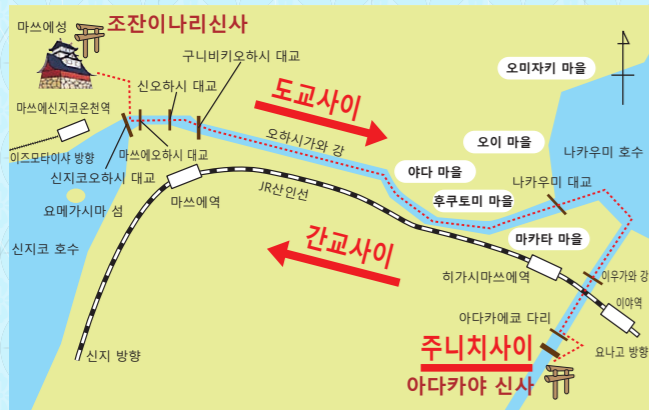 마쓰에성
조잔이나리신사
구니비키오하시 대교
신오하시 대교
오미자키 마을
도교사이
마쓰에신지코온천역
오하시가와 강
오이 마을
이즈모타이샤 방향
마쓰에오하시 대교
나카우미 호수
신지코오하시 대교
야다 마을
나카우미 대교
마쓰에역
JR산인선
후쿠토미 마을
요메가시마 섬
마카타 마을
신지코 호수
간교사이
히가시마쓰에역
이우가와 강
이야역
아다카에코 다리
신지 방향
주니치사이
요나고 방향
아다카야 신사